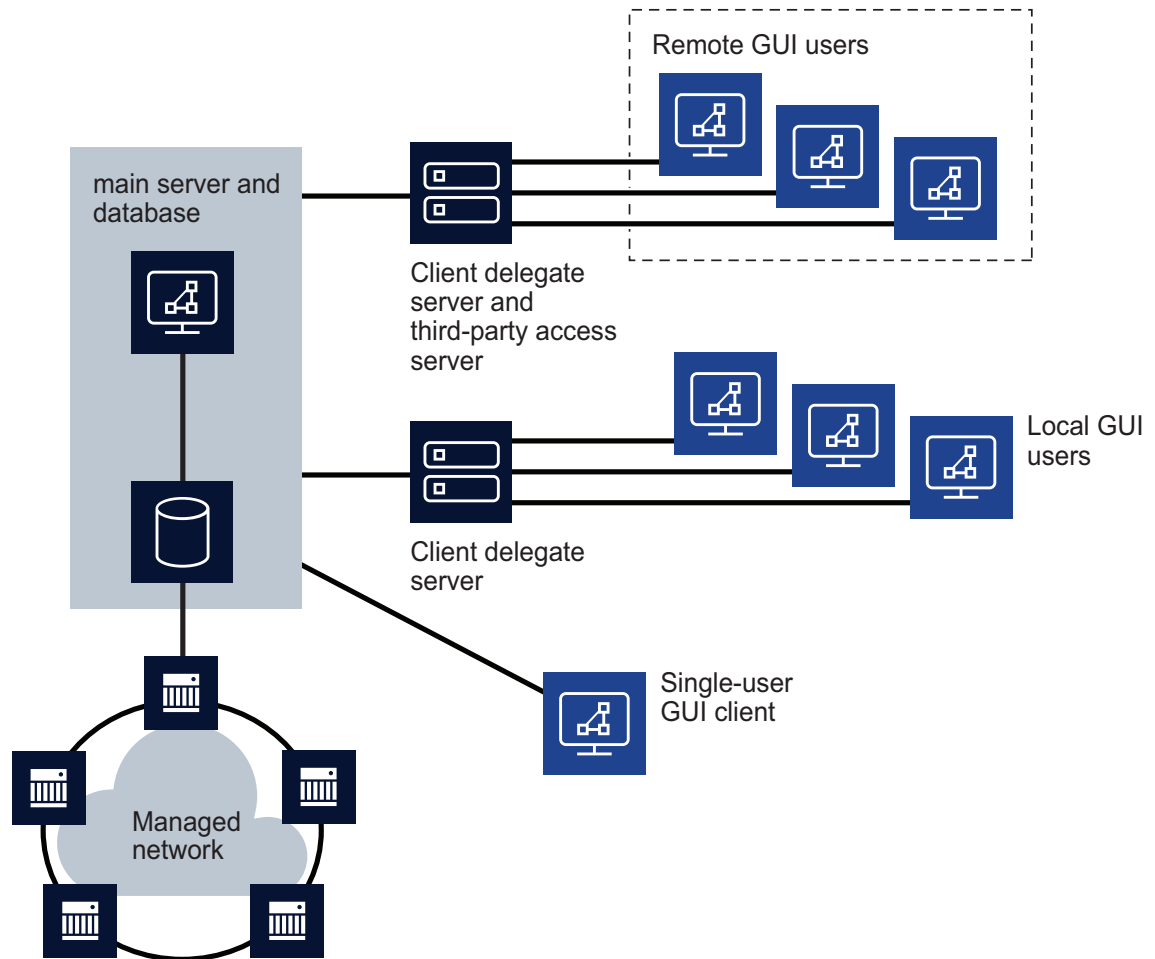 Remote GUI users
main server and
database
Client delegate
server and
third-party access
server
Local GUI
users
Client delegate
server
Single-user
GUI client
Managed
network